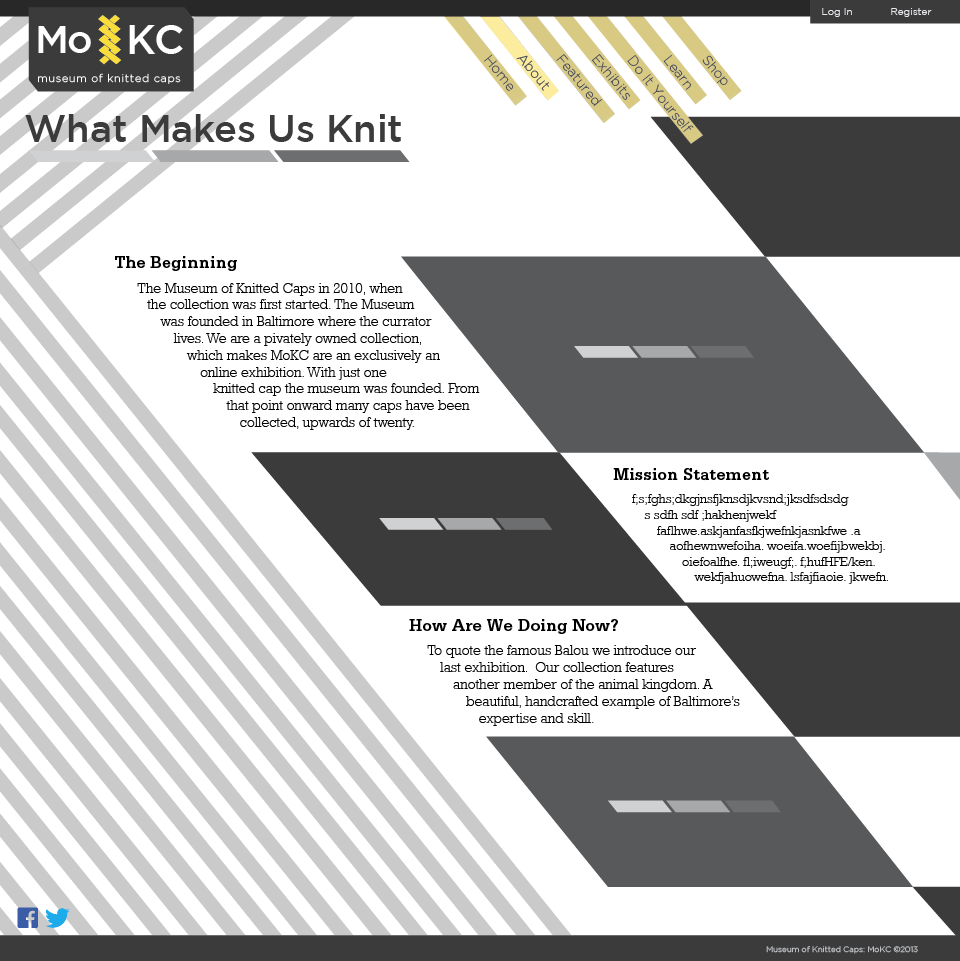 Log In
Register
Mo KC
museum of knitted caps
Home
About
Featured
Exhibits
Do It Yourself
Learn
Shop
What Makes Us Knit
The Beginning
The Museum of Knitted Caps in 2010, when
the collection was first started. The Museum
was founded in Baltimore where the currator
lives. We are a pivately owned collection,
which makes MoKC are an exclusively an
online exhibition. With just one
knitted cap the museum was founded. From
that point onward many caps have been
collected, upwards of twenty.
Mission Statement
f;s;fghs;dkgjnsfjknsdjkvsnd;jksdfsdsdg
s sdfh sdf ;hakhenjwekf
faflhwe.askjanfasfkjwefnkjasnkfwe .a
aofhewnwefoiha. woeifa.woefijbwekbj.
oiefoalfhe. fl;iweugf;. f;hufHFE/ken.
wekfjahuowefna. lsfajfiaoie. jkwefn.
How Are We Doing Now?
To quote the famous Balou we introduce our
last exhibition.  Our collection features
another member of the animal kingdom. A
beautiful, handcrafted example of Baltimore's
expertise and skill.
Museum of Knitted Caps: MoKC ©2013